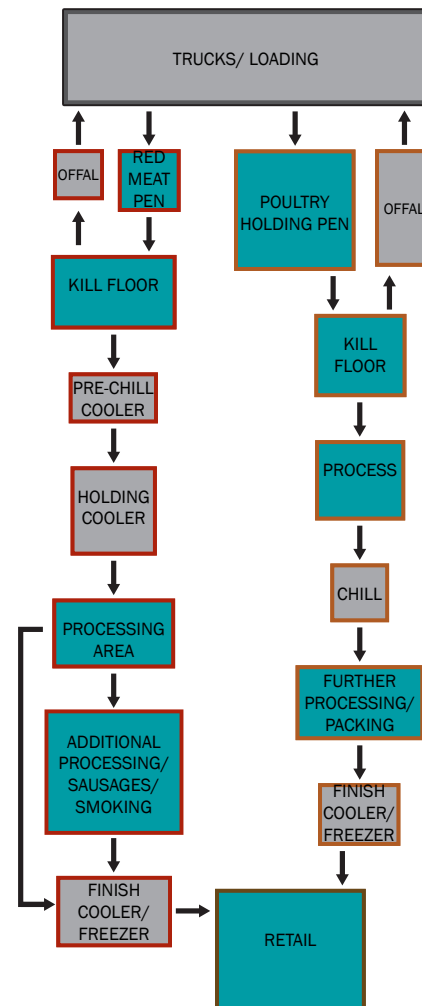 TRUCKS/ LOADING
OFFAL
RED
MEAT
PEN
POULTRY
HOLDING PEN
OFFAL
KILL FLOOR
KILL
FLOOR
PRE-CHILL
COOLER
HOLDING
COOLER
PROCESS
CHILL
PROCESSING
AREA
FURTHER
PROCESSING/
PACKING
ADDITIONAL
PROCESSING/
SAUSAGES/
SMOKING
FINISH
COOLER/
FREEZER
FINISH
COOLER/
FREEZER
RETAIL